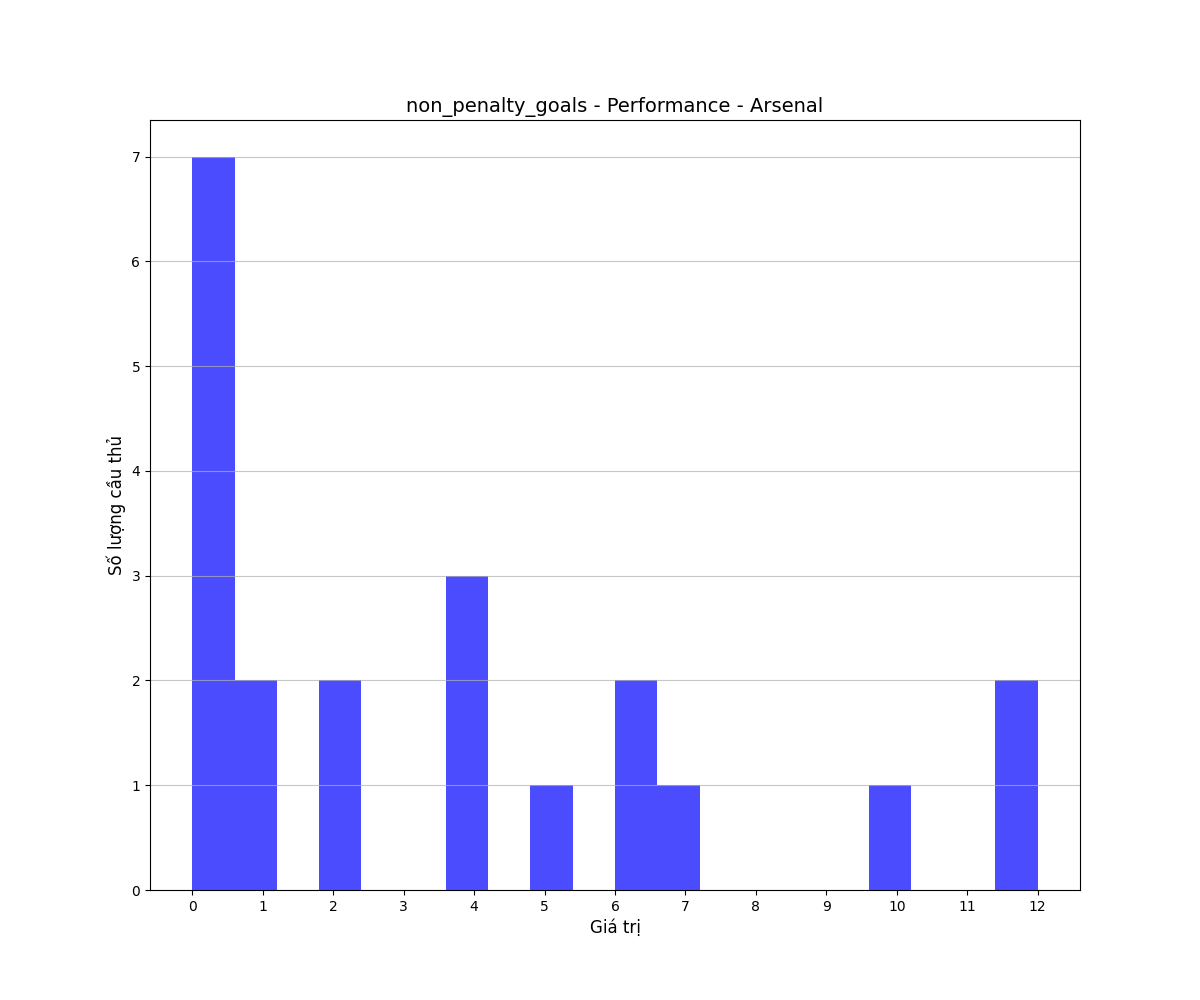 non_penalty_goals - Performance - Arsenal
7
6
5
4
3
2
1
0
Số lượng cầu thủ
0 1 2 3 4 5 6 7 8 9 10 11 12
Giá trị